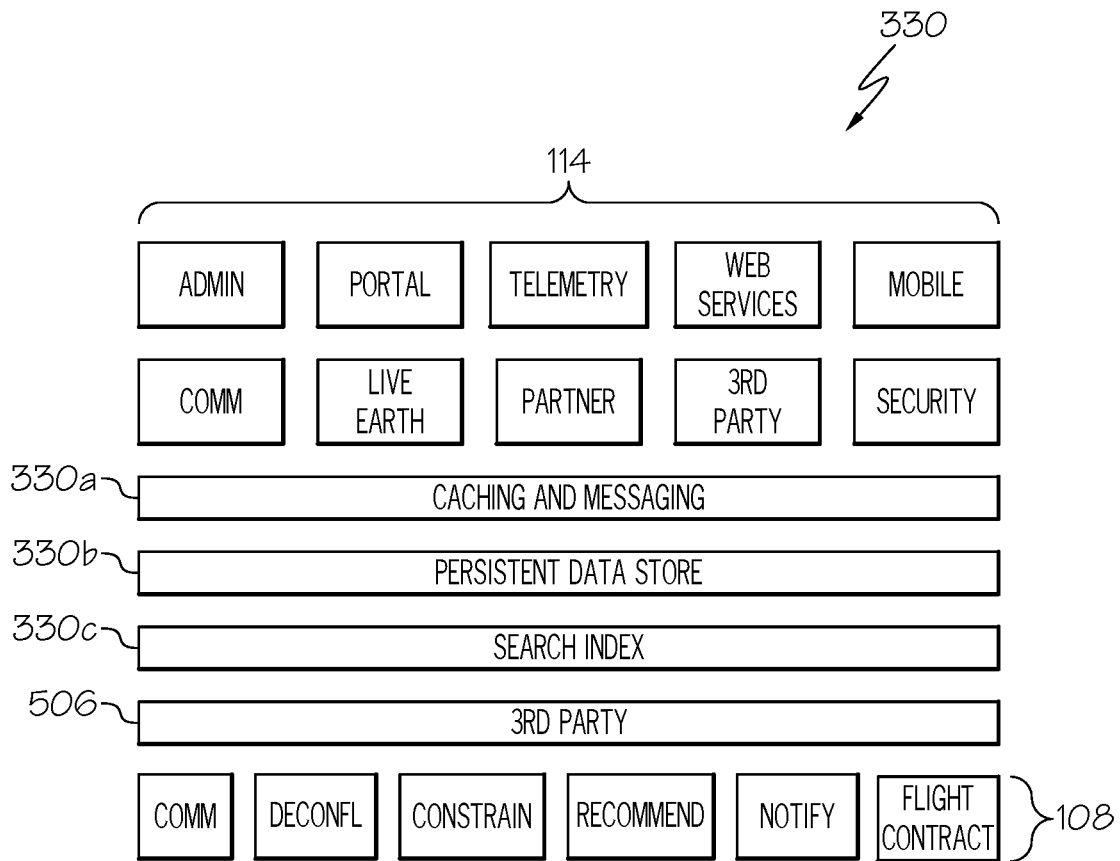 330
114
ADMIN
PORTAL
TELEMETRY
WEB
SERVICES
MOBILE
COMM
LIVE
EARTH
PARTNER
3RD
PARTY
SECURITY
330a
CACHING AND MESSAGING
330b
PERSISTENT DATA STORE
330c
SEARCH INDEX
506
3RD PARTY
COMM
DECONFL
CONSTRAIN
RECOMMEND
NOTIFY
FLIGHT
CONTRACT
108